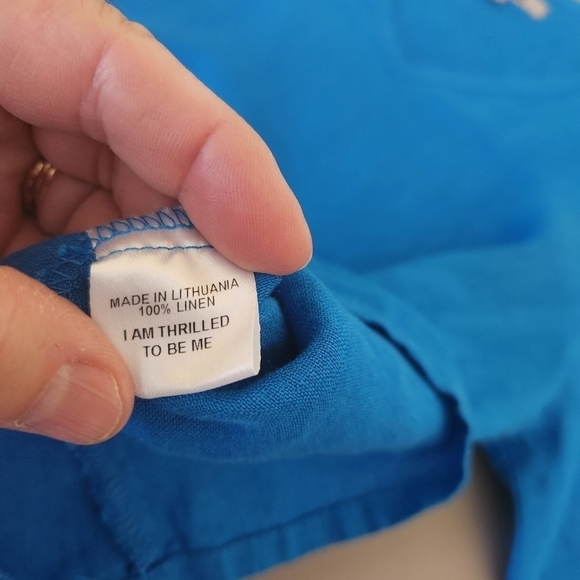 MADE IN LITHUANIA
100% LINEN
I AM THRILLED
TO BE ME